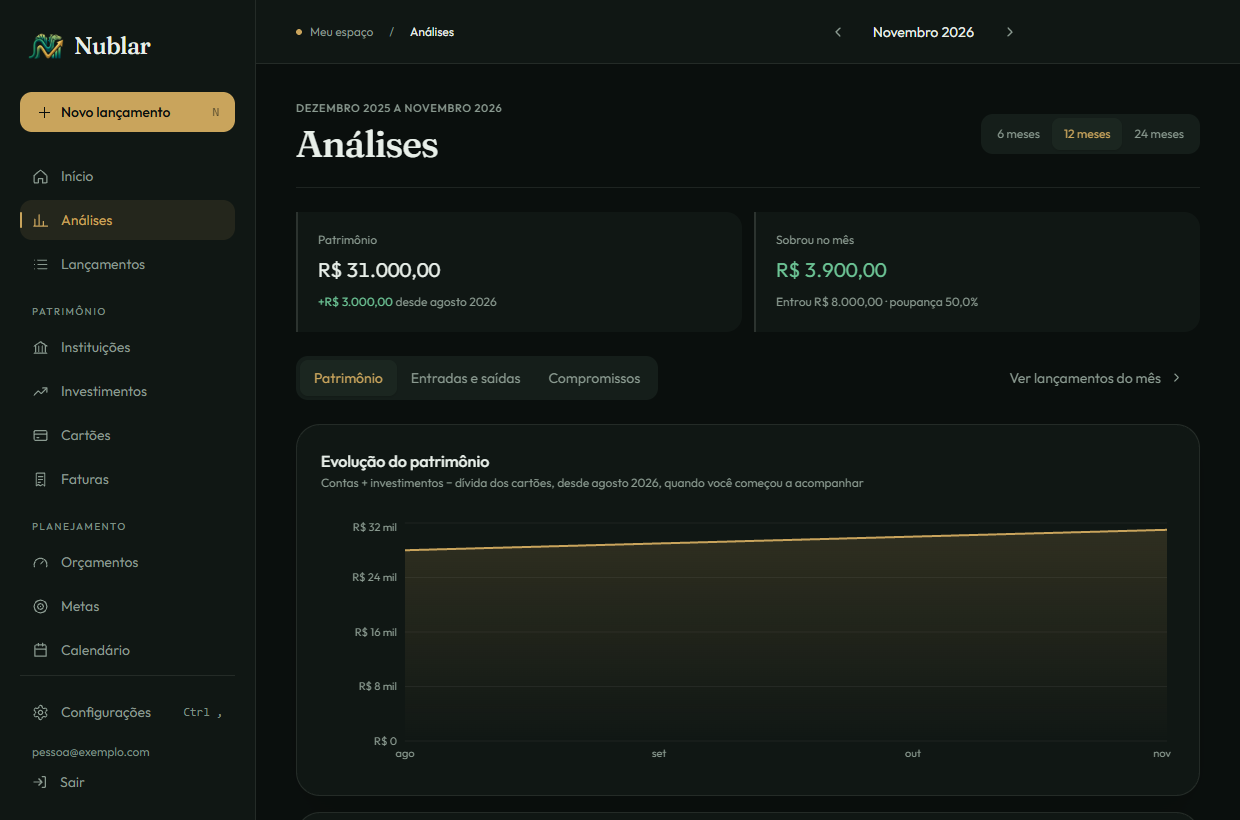 Nublar
Novo lançamento N
Início
Análises
Lançamentos
PATRIMÔNIO
Instituições
Investimentos
Cartões
Faturas
PLANEJAMENTO
Orçamentos
Metas
Calendário
Configurações Ctrl ,
pessoa@exemplo.com
Sair
Meu espaço / Análises
Novembro 2026
DEZEMBRO 2025 A NOVEMBRO 2026
Análises
6 meses 12 meses 24 meses
Patrimônio
R$ 31.000,00
+R$ 3.000,00 desde agosto 2026
Sobrou no mês
R$ 3.900,00
Entrou R$ 8.000,00 · poupança 50,0%
Patrimônio Entradas e saídas Compromissos
Ver lançamentos do mês
Evolução do patrimônio
Contas + investimentos − dívida dos cartões, desde agosto 2026, quando você começou a acompanhar
R$ 32 mil
R$ 24 mil
R$ 16 mil
R$ 8 mil
R$ 0
ago set out nov